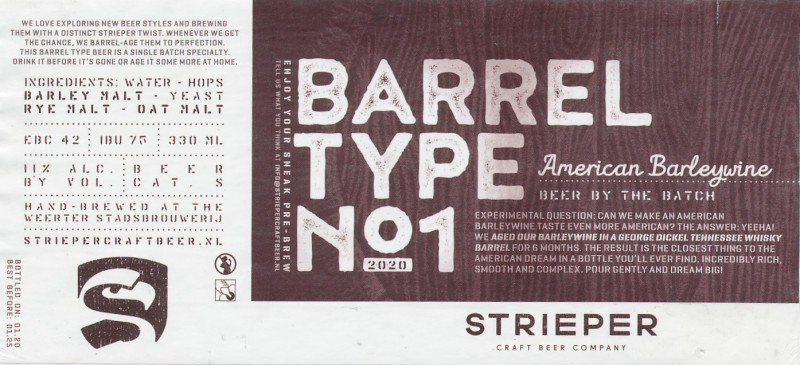 WE LOVE EXPLORING NEW BEER STYLES AND BREWING
THEM WITH A DISTINCT STRIEPER TWIST. WHENEVER WE GET
THE CHANCE, WE BARREL-AGE THEM TO PERFECTION.
THIS BARREL TYPE BEER IS A SINGLE BATCH SPECIALTY.
DRINK IT BEFORE IT'S GONE OR AGE IT SOME MORE AT HOME.
INGREDIENTS: WATER - HOPS
BARLEY MALT - YEAST
RYE MALT - OAT MALT
EBC 42 IBU 75 330 ML
11% ALC. BEER
BY VOL. CAT. S
HAND-BREWED AT THE
WEERTER STADSBROUWERIJ
STRIEPERCRAFTBEER.NL
BOTTLED ON: 01.20
BEST BEFORE: 01.25
ENJOY YOUR SNEAK PRE-BREW
TELL US WHAT YOU THINK AT INFO@STRIEPERCRAFTBEER.NL
BARREL
TYPE
No1
2020
American Barleywine
BEER BY THE BATCH
EXPERIMENTAL QUESTION: CAN WE MAKE AN AMERICAN
BARLEYWINE TASTE EVEN MORE AMERICAN? THE ANSWER: YEEHA!
WE AGED OUR BARLEYWINE IN A GEORGE DICKEL TENNESSEE WHISKY
BARREL FOR 6 MONTHS. THE RESULT IS THE CLOSEST THING TO THE
AMERICAN DREAM IN A BOTTLE YOU'LL EVER FIND. INCREDIBLY RICH,
SMOOTH AND COMPLEX. POUR GENTLY AND DREAM BIG!
STRIEPER
CRAFT BEER COMPANY